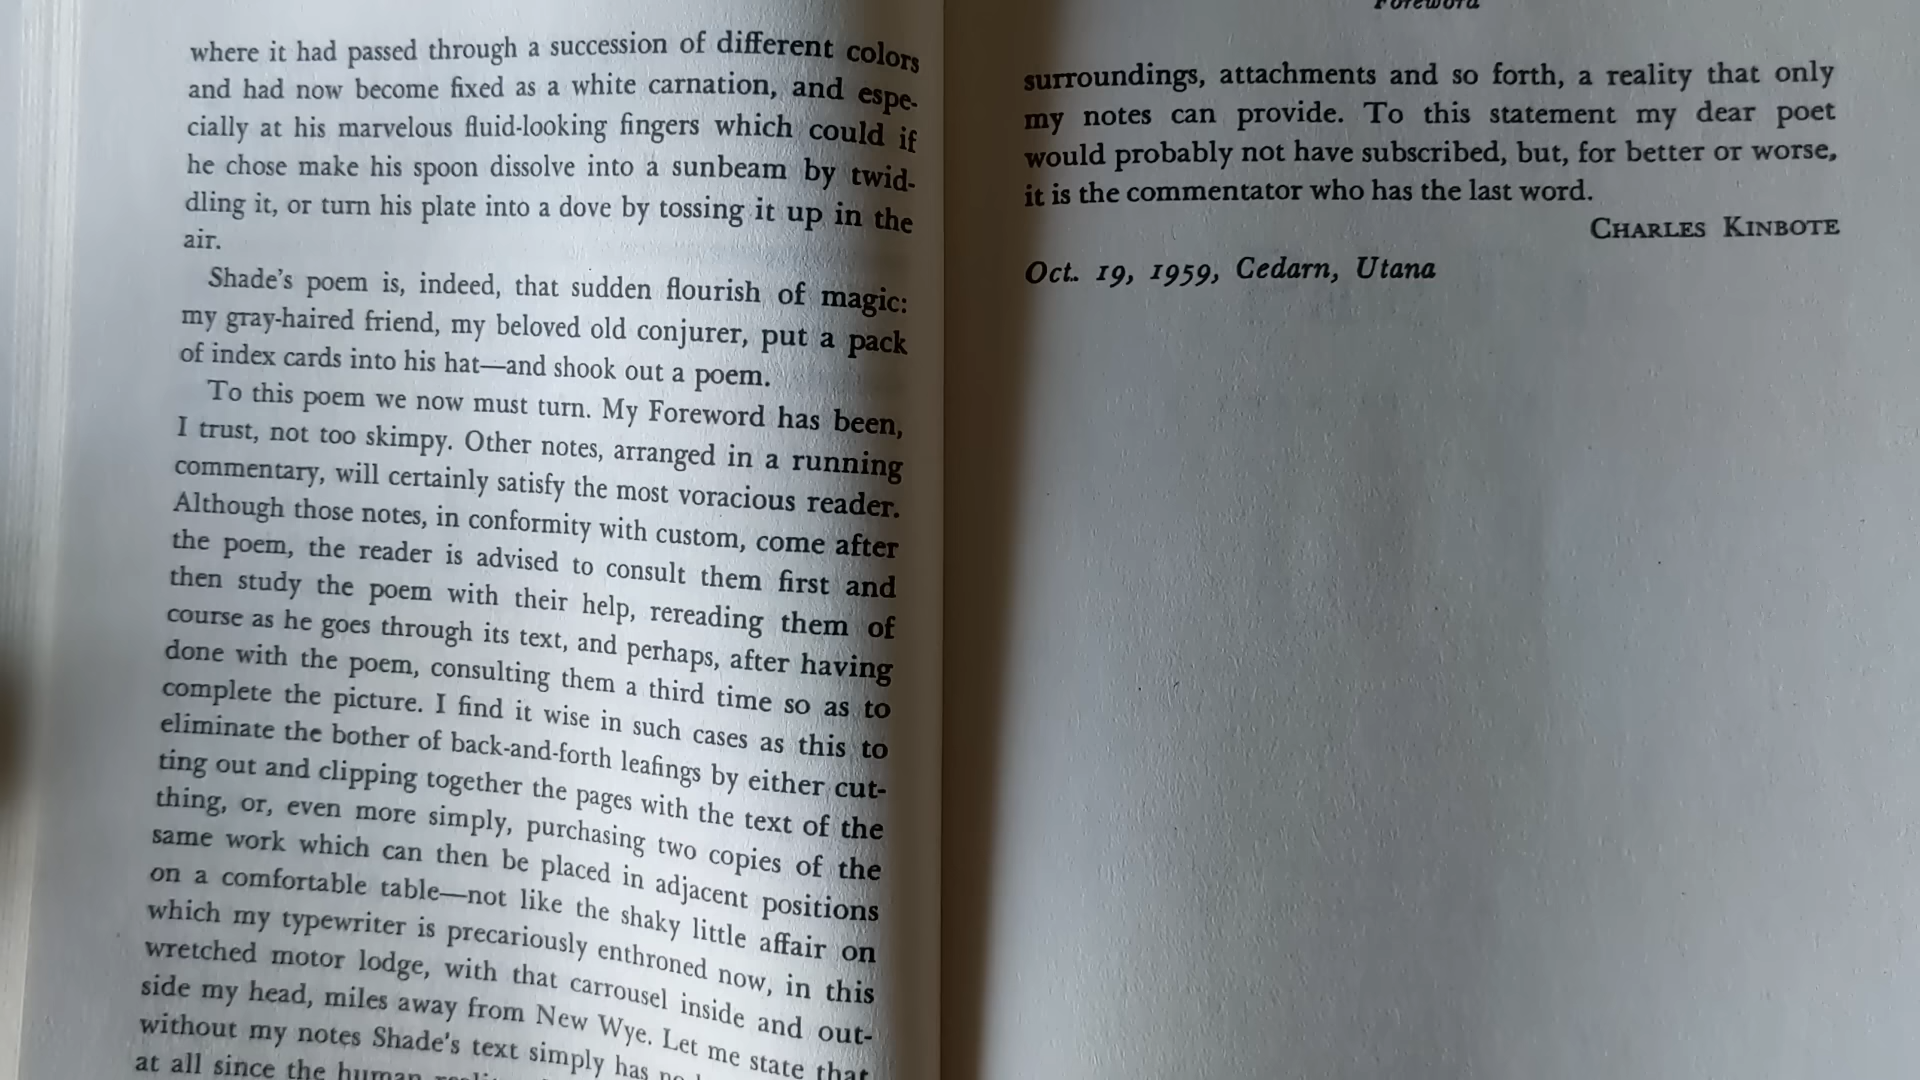 where it had passed through a succession of different colors
and had now become fixed as a white carnation, and espe-
cially at his marvelous fluid-looking fingers which could if
he chose make his spoon dissolve into a sunbeam by twid-
dling it, or turn his plate into a dove by tossing it up in the
air.
Shade's poem is, indeed, that sudden flourish of magic:
my gray-haired friend, my beloved old conjurer, put a pack
of index cards into his hat—and shook out a poem.
To this poem we now must turn. My Foreword has been,
I trust, not too skimpy. Other notes, arranged in a running
commentary, will certainly satisfy the most voracious reader.
Although those notes, in conformity with custom, come after
the poem, the reader is advised to consult them first and
then study the poem with their help, rereading them of
course as he goes through its text, and perhaps, after having
done with the poem, consulting them a third time so as to
complete the picture. I find it wise in such cases as this to
eliminate the bother of back-and-forth leafings by either cut-
ting out and clipping together the pages with the text of the
thing, or, even more simply, purchasing two copies of the
same work which can then be placed in adjacent positions
on a comfortable table—not like the shaky little affair on
which my typewriter is precariously enthroned now, in this
wretched motor lodge, with that carrousel inside and out-
side my head, miles away from New Wye. Let me state that
without my notes Shade's text simply has
at all since the human
Foreword
surroundings, attachments and so forth, a reality that only
my notes can provide. To this statement my dear poet
would probably not have subscribed, but, for better or worse,
it is the commentator who has the last word.
CHARLES KINBOTE
Oct. 19, 1959, Cedarn, Utana